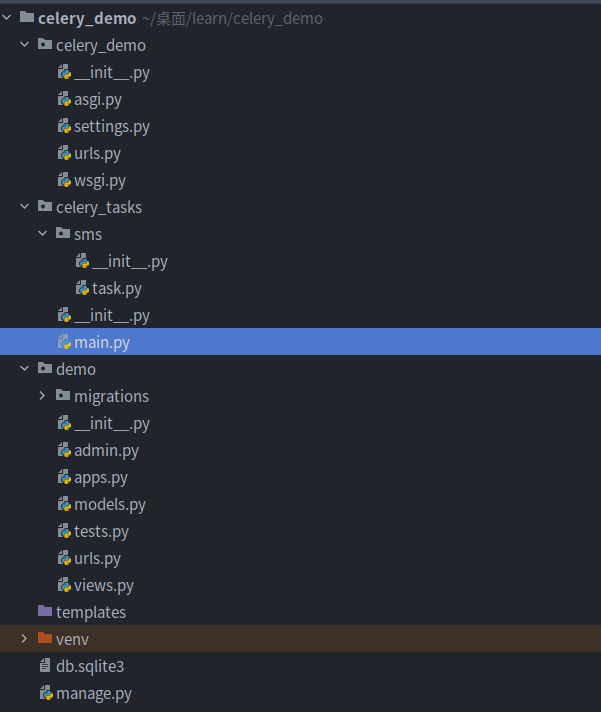 celery_demo ~/桌面/learn/celery_demo
celery_demo
__init__.py
asgi.py
settings.py
urls.py
wsgi.py
celery_tasks
sms
__init__.py
task.py
__init__.py
main.py
demo
migrations
__init__.py
admin.py
apps.py
models.py
tests.py
urls.py
views.py
templates
venv
db.sqlite3
manage.py